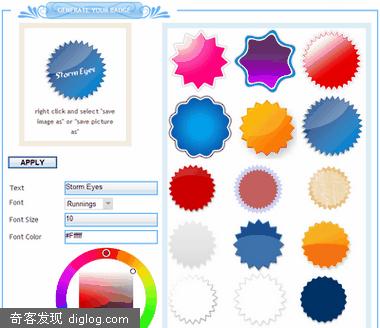 GENERATE YOUR BADGE
Storm Eyes
right click and select "save
image as" or "save picture
as"
APPLY
Text
Storm Eyes
Font
Runnings
Font Size
10
Font Color
#Ffffff
奇客发现 diglog.com